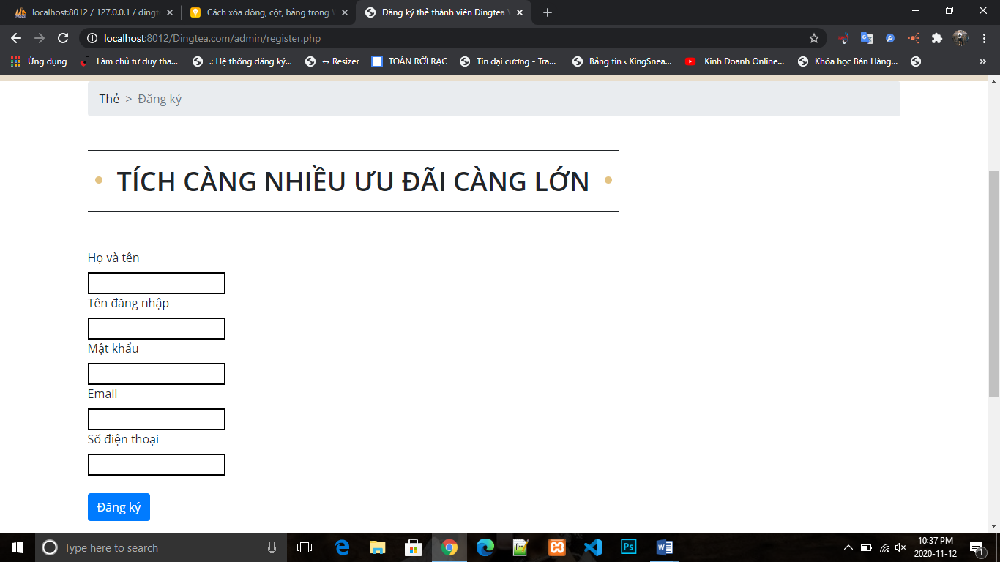 localhost:8012 / 127.0.0.1 / dingt
Cách xóa dòng, cột, bảng trong
Đăng ký thẻ thành viên Dingtea
localhost:8012/Dingtea.com/admin/register.php
Ứng dụng
Làm chủ tư duy tha...
.: Hệ thống đăng ký...
↔ Resizer
TOÁN RỜI RẠC
Tin đại cương - Tra...
Bảng tin ‹ KingSnea...
Kinh Doanh Online...
Khóa học Bán Hàng...
»
Thẻ > Đăng ký
TÍCH CÀNG NHIỀU ƯU ĐÃI CÀNG LỚN
Họ và tên
Tên đăng nhập
Mật khẩu
Email
Số điện thoại
Đăng ký
Type here to search
10:37 PM
2020-11-12
1